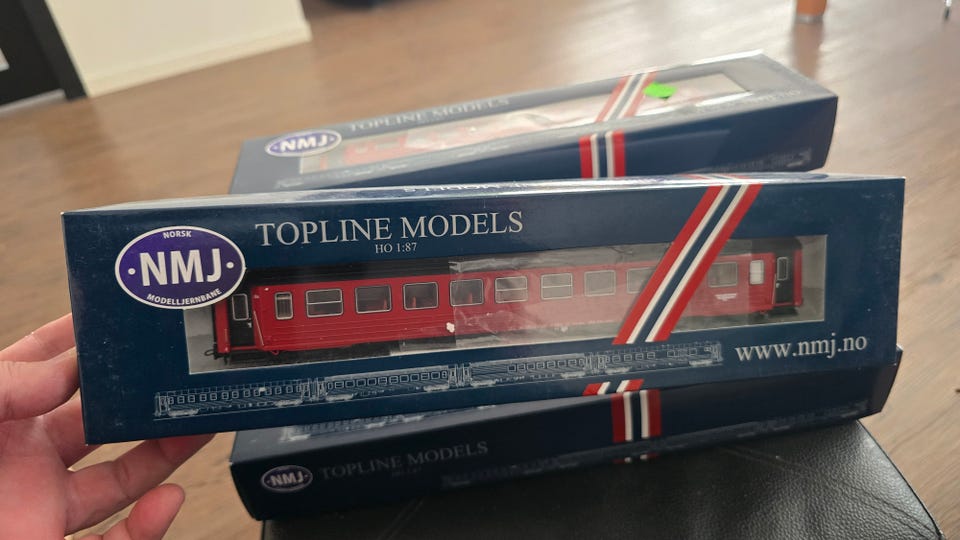 NMJ
TOPLINE MODELS
NORSK
NMJ
MODELLJERNBANE
TOPLINE MODELS
HO 1:87
www.nmj.no
NMJ
TOPLINE MODELS